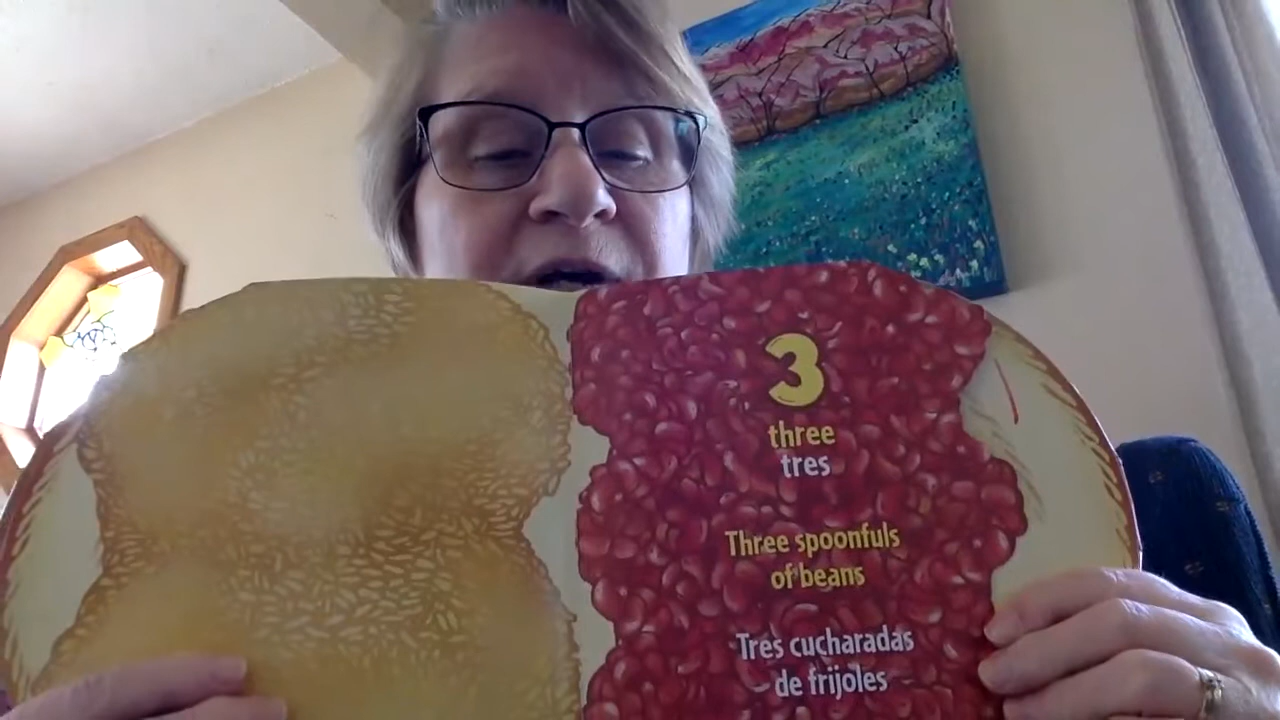 3
three
tres
Three spoonfuls
of beans
Tres cucharadas
de frijoles